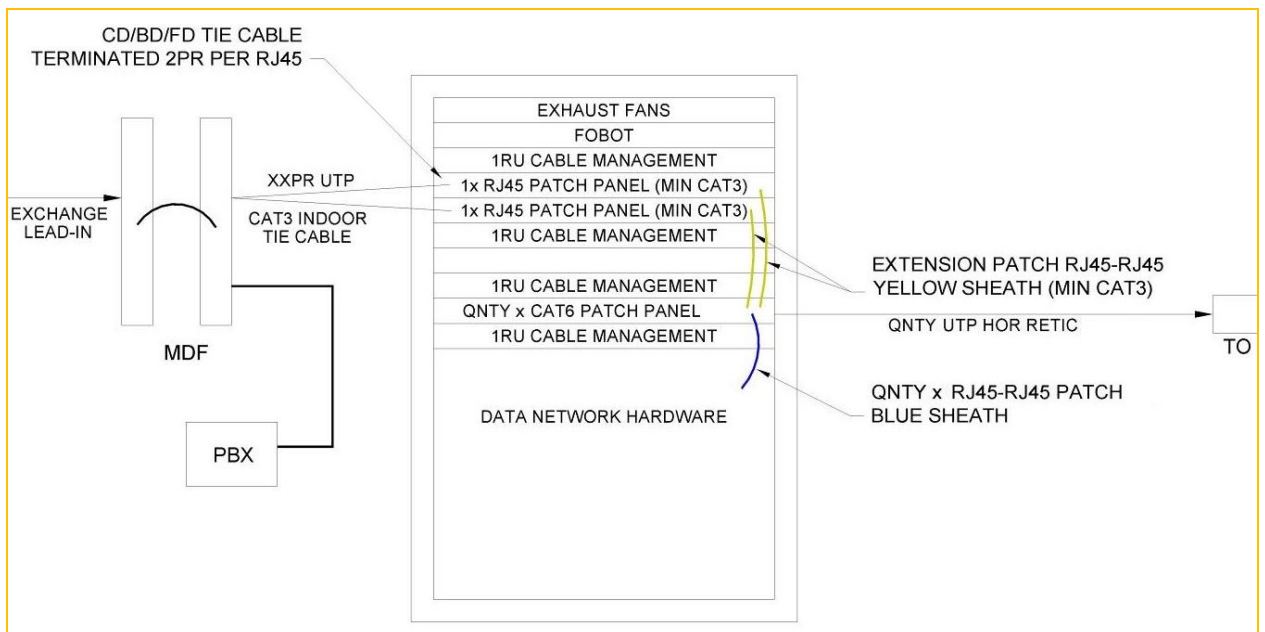 CD/BD/FD TIE CABLE
TERMINATED 2PR PER RJ45
EXCHANGE
LEAD-IN
MDF
PBX
XXPR UTP
CAT3 INDOOR
TIE CABLE
EXHAUST FANS
FOBOT
1RU CABLE MANAGEMENT
1x RJ45 PATCH PANEL (MIN CAT3)
1x RJ45 PATCH PANEL (MIN CAT3)
1RU CABLE MANAGEMENT
1RU CABLE MANAGEMENT
QNTY x CAT6 PATCH PANEL
1RU CABLE MANAGEMENT
DATA NETWORK HARDWARE
EXTENSION PATCH RJ45-RJ45
YELLOW SHEATH (MIN CAT3)
QNTY UTP HOR RETIC
TO
QNTY x RJ45-RJ45 PATCH
BLUE SHEATH